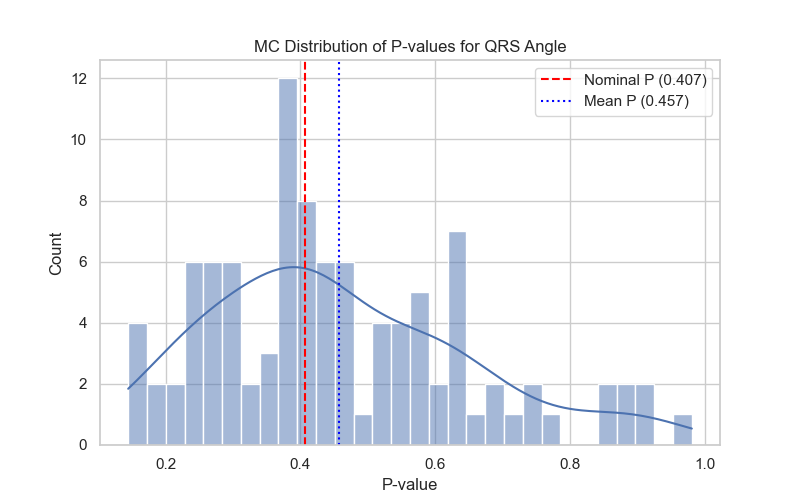 MC Distribution of P-values for QRS Angle
Nominal P (0.407)
Mean P (0.457)
12
10
8
6
4
2
0
Count
0.2 0.4 0.6 0.8 1.0
P-value